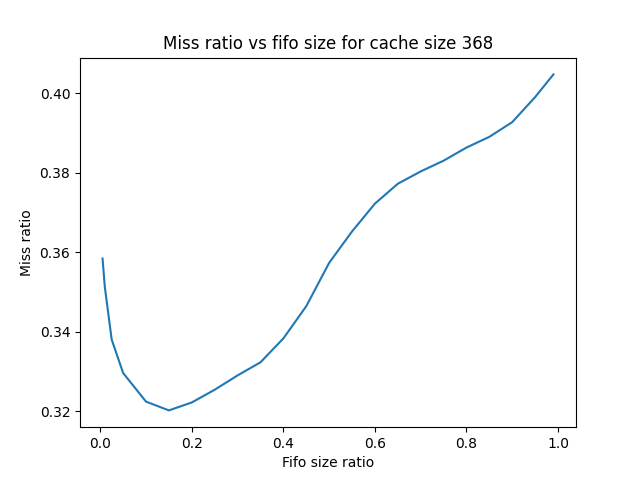 Miss ratio vs fifo size for cache size 368
0.40
0.38
0.36
0.34
0.32
Miss ratio
0.0 0.2 0.4 0.6 0.8 1.0
Fifo size ratio